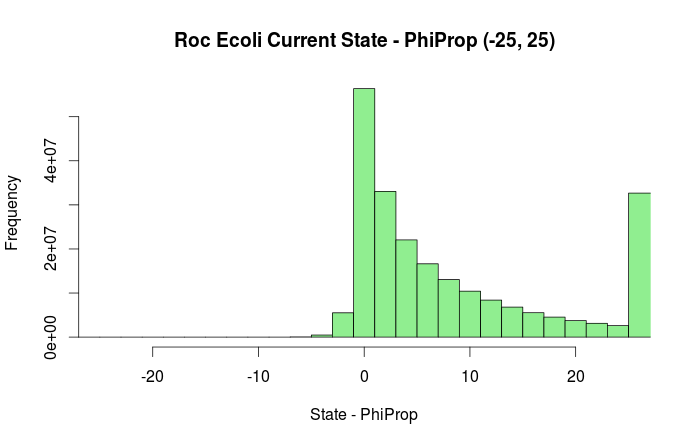 Roc Ecoli Current State - PhiProp (-25, 25)
Frequency
4e+07
2e+07
0e+00
-20 -10 0 10 20
State - PhiProp